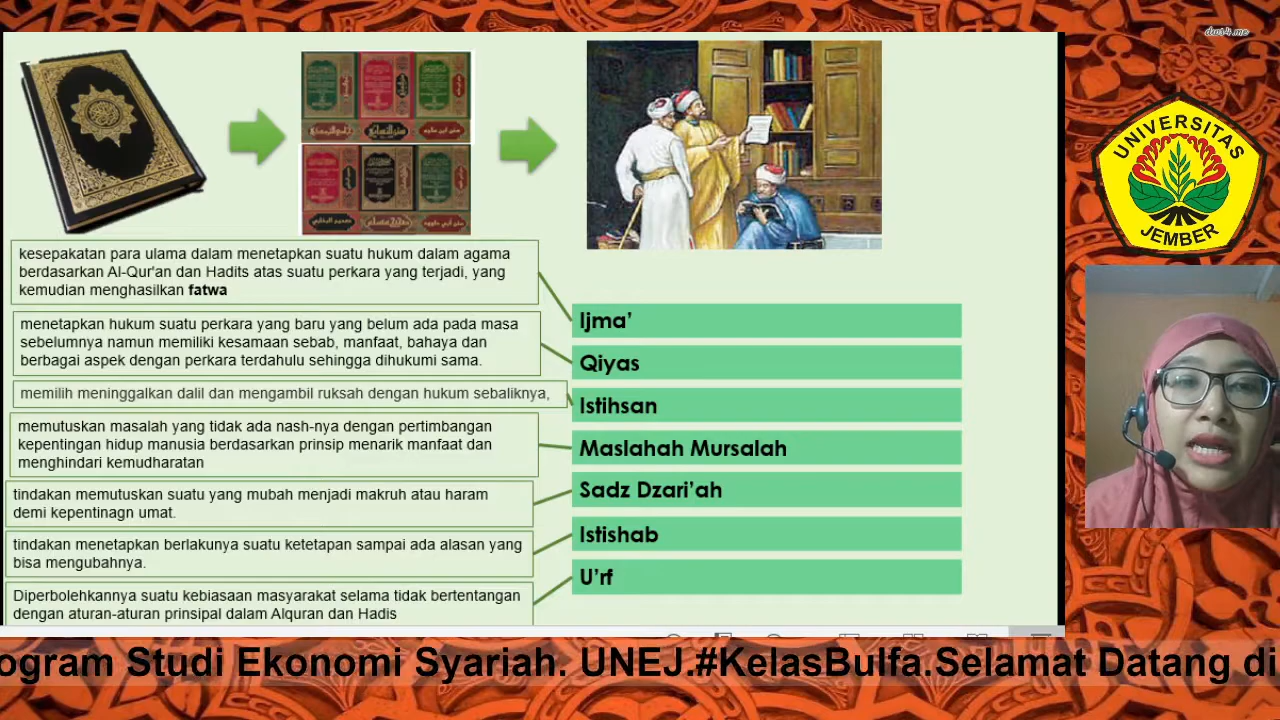 dws4.me
UNIVERSITAS
JEMBER
kesepakatan para ulama dalam menetapkan suatu hukum dalam agama
berdasarkan Al-Qur'an dan Hadits atas suatu perkara yang terjadi, yang
kemudian menghasilkan fatwa
menetapkan hukum suatu perkara yang baru yang belum ada pada masa
sebelumnya namun memiliki kesamaan sebab, manfaat, bahaya dan
berbagai aspek dengan perkara terdahulu sehingga dihukumi sama.
memilih meninggalkan dalil dan mengambil ruksah dengan hukum sebaliknya,
memutuskan masalah yang tidak ada nash-nya dengan pertimbangan
kepentingan hidup manusia berdasarkan prinsip menarik manfaat dan
menghindari kemudharatan
tindakan memutuskan suatu yang mubah menjadi makruh atau haram
demi kepentinagn umat.
tindakan menetapkan berlakunya suatu ketetapan sampai ada alasan yang
bisa mengubahnya.
Diperbolehkannya suatu kebiasaan masyarakat selama tidak bertentangan
dengan aturan-aturan prinsipal dalam Alquran dan Hadis
Ijma’
Qiyas
Istihsan
Maslahah Mursalah
Sadz Dzari’ah
Istishab
U’rf
ogram Studi Ekonomi Syariah. UNEJ.#KelasBulfa.Selamat Datang di